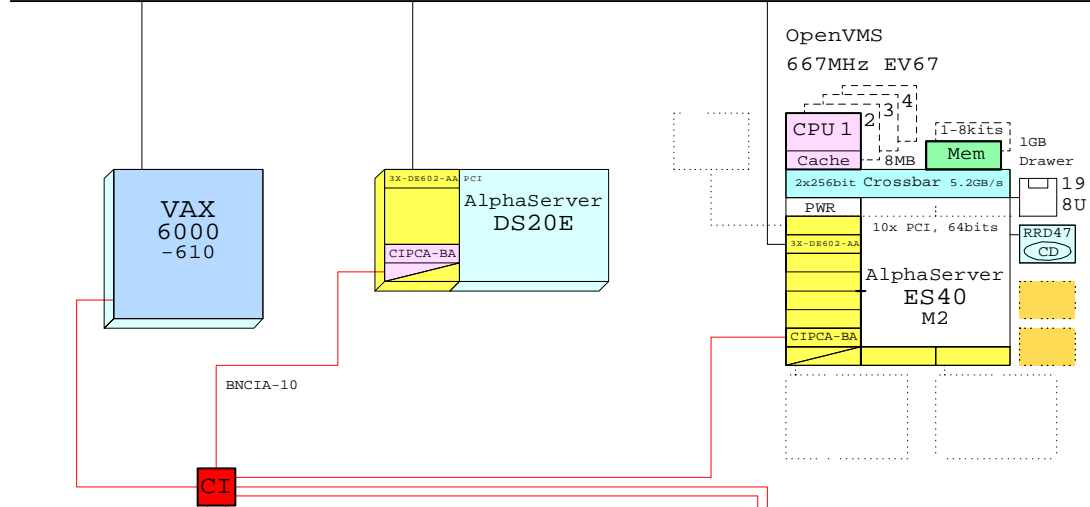 OpenVMS
667MHz EV67
2
3
4
CPU 1
Cache
8MB
1-8kits
Mem
1GB
Drawer
19
8U
2x256bit Crossbar 5.2GB/s
PWR
10x PCI, 64bits
3X-DE602-AA
RRD47
CD
AlphaServer
ES40
M2
CIPCA-BA
VAX
6000
-610
3X-DE602-AA PCI
AlphaServer
DS20E
CIPCA-BA
BNCIA-10
CI